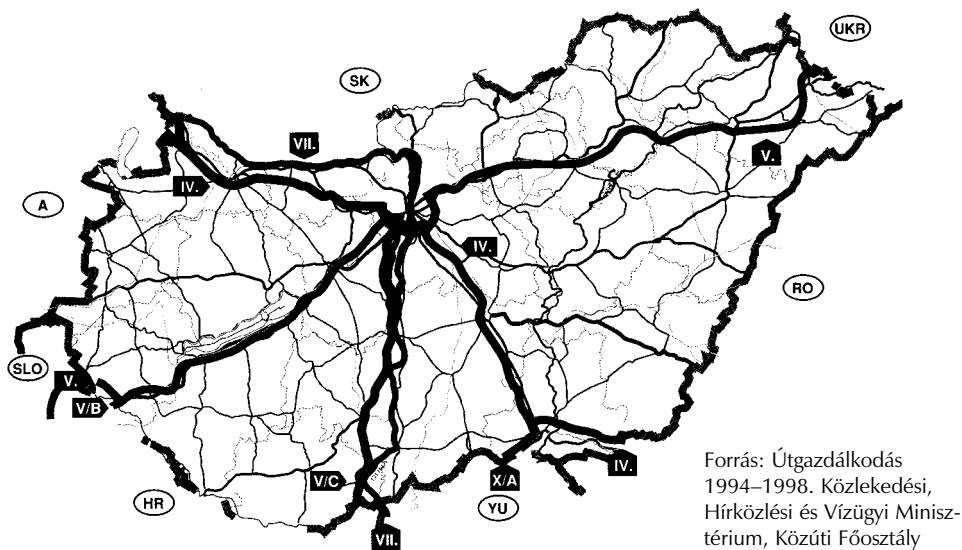 UKR
SK
VII.
V.
IV.
A
IV.
RO
SLO
V.
V/B
V/C
X/A
IV.
HR
YU
VII.
Forrás: Útgazdálkodás
1994–1998. Közlekedési,
Hírközlési és Vízügyi Minisz-
térium, Közúti Főosztály